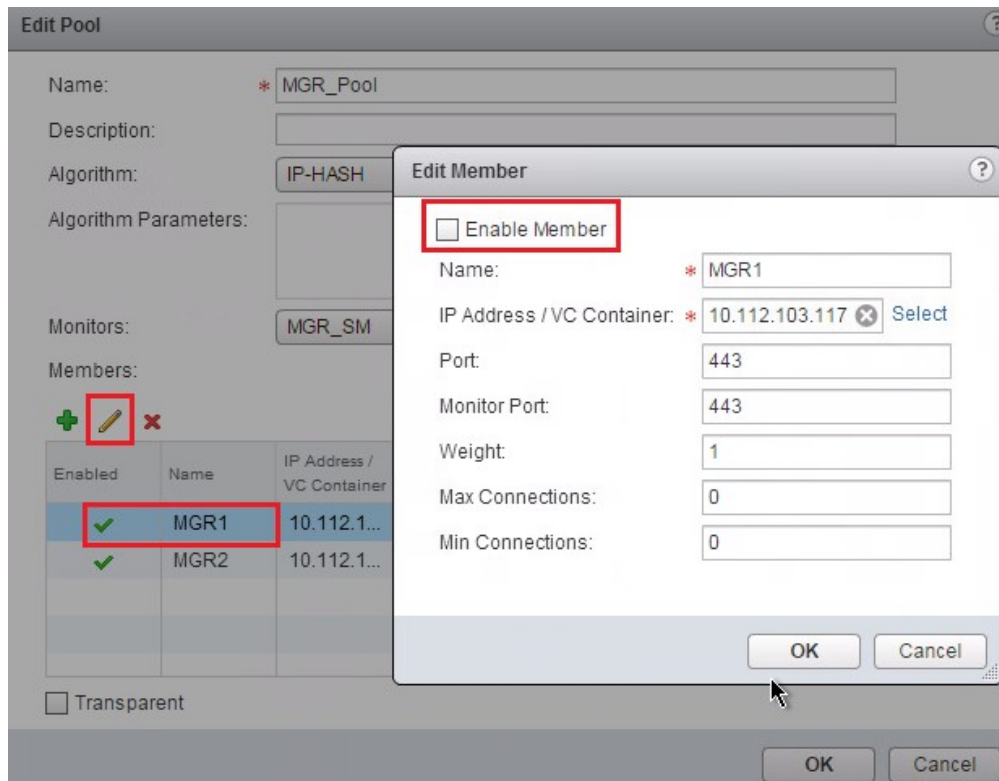 Edit Pool
Name: * MGR_Pool
Description:
Algorithm: IP-HASH
Algorithm Parameters:
Monitors: MGR_SM
Members:
Enabled Name IP Address / VC Container
MGR1 10.112.1...
MGR2 10.112.1...
Transparent
OK Cancel
Edit Member ?
Enable Member
Name: * MGR1
IP Address / VC Container: * 10.112.103.117 Select
Port: 443
Monitor Port: 443
Weight: 1
Max Connections: 0
Min Connections: 0
OK Cancel